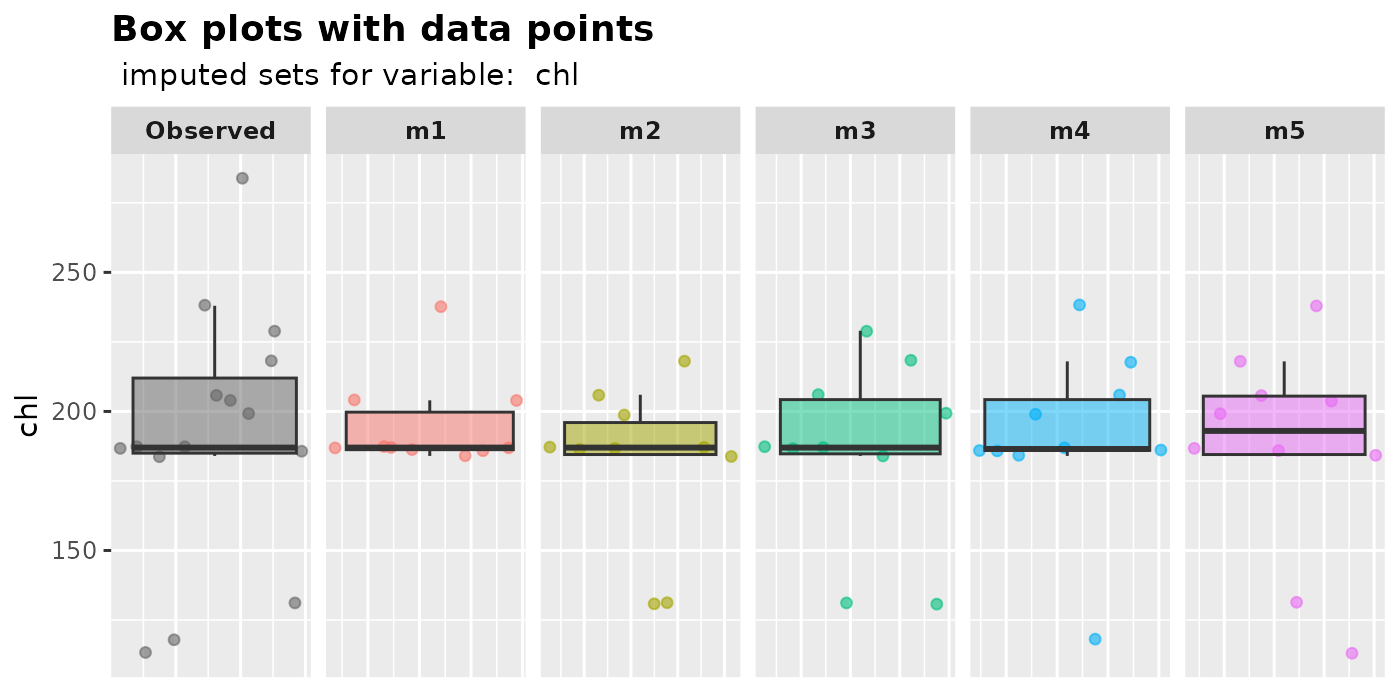 Box plots with data points
imputed sets for variable:  chl
Observed
m1
m2
m3
m4
m5
chl
250
200
150